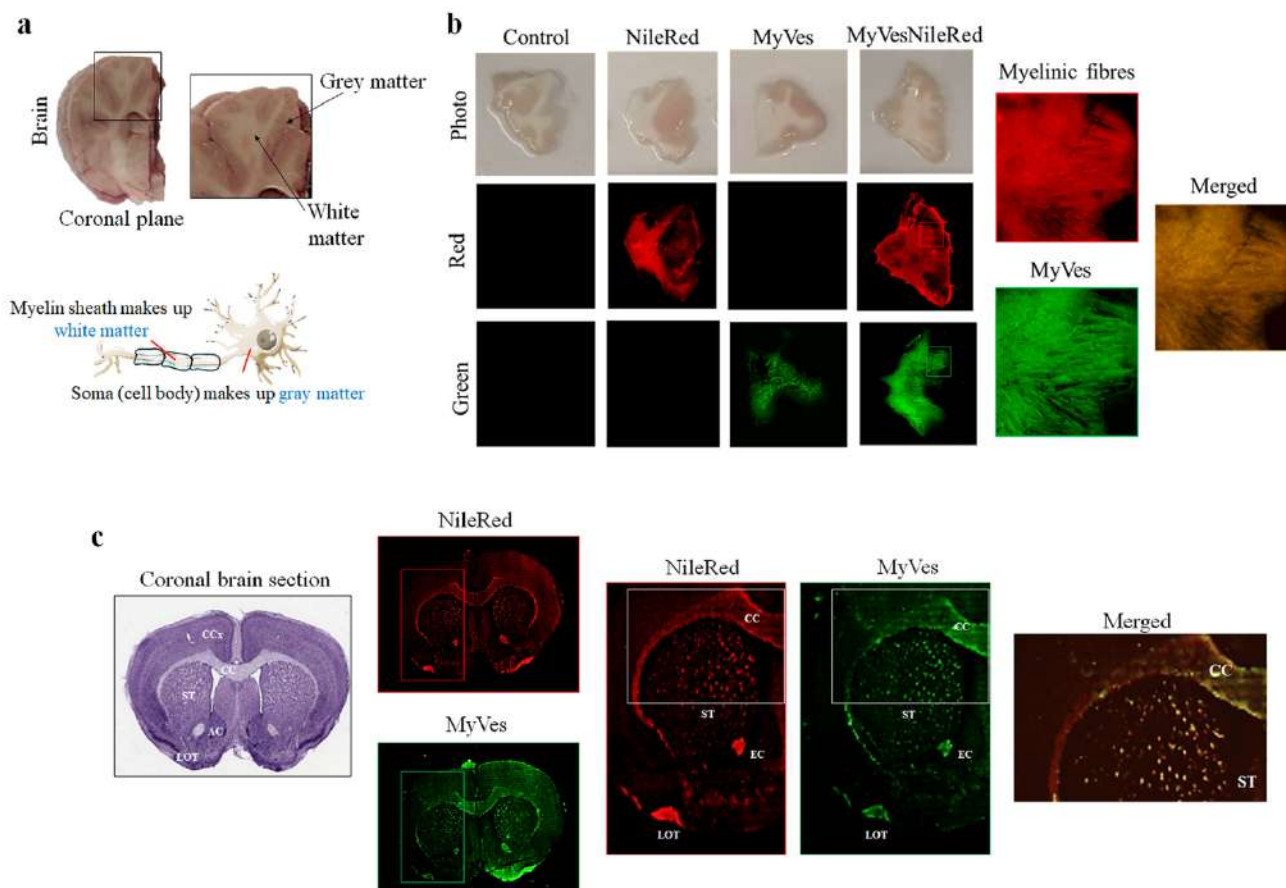 a
Brain
Grey matter
White
matter
Coronal plane
Myelin sheath makes up
white matter
Soma (cell body) makes up gray matter
b
Control
NileRed
MyVes
MyVesNileRed
Photo
Red
Green
Myelinic fibres
MyVes
Merged
c
Coronal brain section
CCx
CC
ST
AC
LOT
NileRed
MyVes
NileRed
CC
ST
EC
LOT
MyVes
CC
ST
EC
LOT
Merged
CC
ST